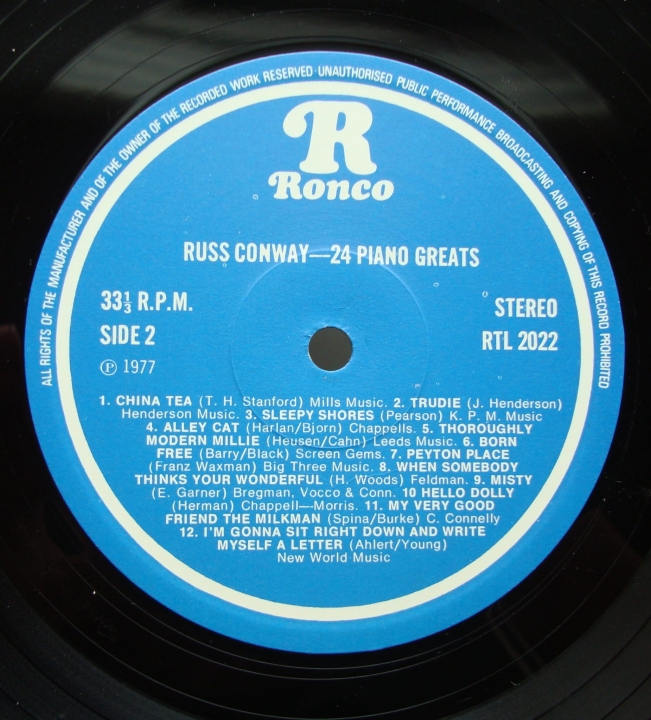 ALL RIGHTS OF THE MANUFACTURER AND OF THE OWNER OF THE RECORDED WORK RESERVED·UNAUTHORISED PUBLIC PERFORMANCE BROADCASTING AND COPYING OF THIS RECORD PROHIBITED
R
Ronco
RUSS CONWAY—24 PIANO GREATS
33⅓ R.P.M.
SIDE 2
Ⓟ 1977
STEREO
RTL 2022
1. CHINA TEA (T. H. Stanford) Mills Music. 2. TRUDIE (J. Henderson)
Henderson Music. 3. SLEEPY SHORES (Pearson) K. P. M. Music
4. ALLEY CAT (Harlan/Bjorn) Chappells. 5. THOROUGHLY
MODERN MILLIE (Heusen/Cahn) Leeds Music. 6. BORN
FREE (Barry/Black) Screen Gems. 7. PEYTON PLACE
(Franz Waxman) Big Three Music. 8. WHEN SOMEBODY
THINKS YOUR WONDERFUL (H. Woods) Feldman. 9. MISTY
(E. Garner) Bregman, Vocco & Conn. 10 HELLO DOLLY
(Herman) Chappell—Morris. 11. MY VERY GOOD
FRIEND THE MILKMAN (Spina/Burke) C. Connelly
12. I'M GONNA SIT RIGHT DOWN AND WRITE
MYSELF A LETTER (Ahlert/Young)
New World Music